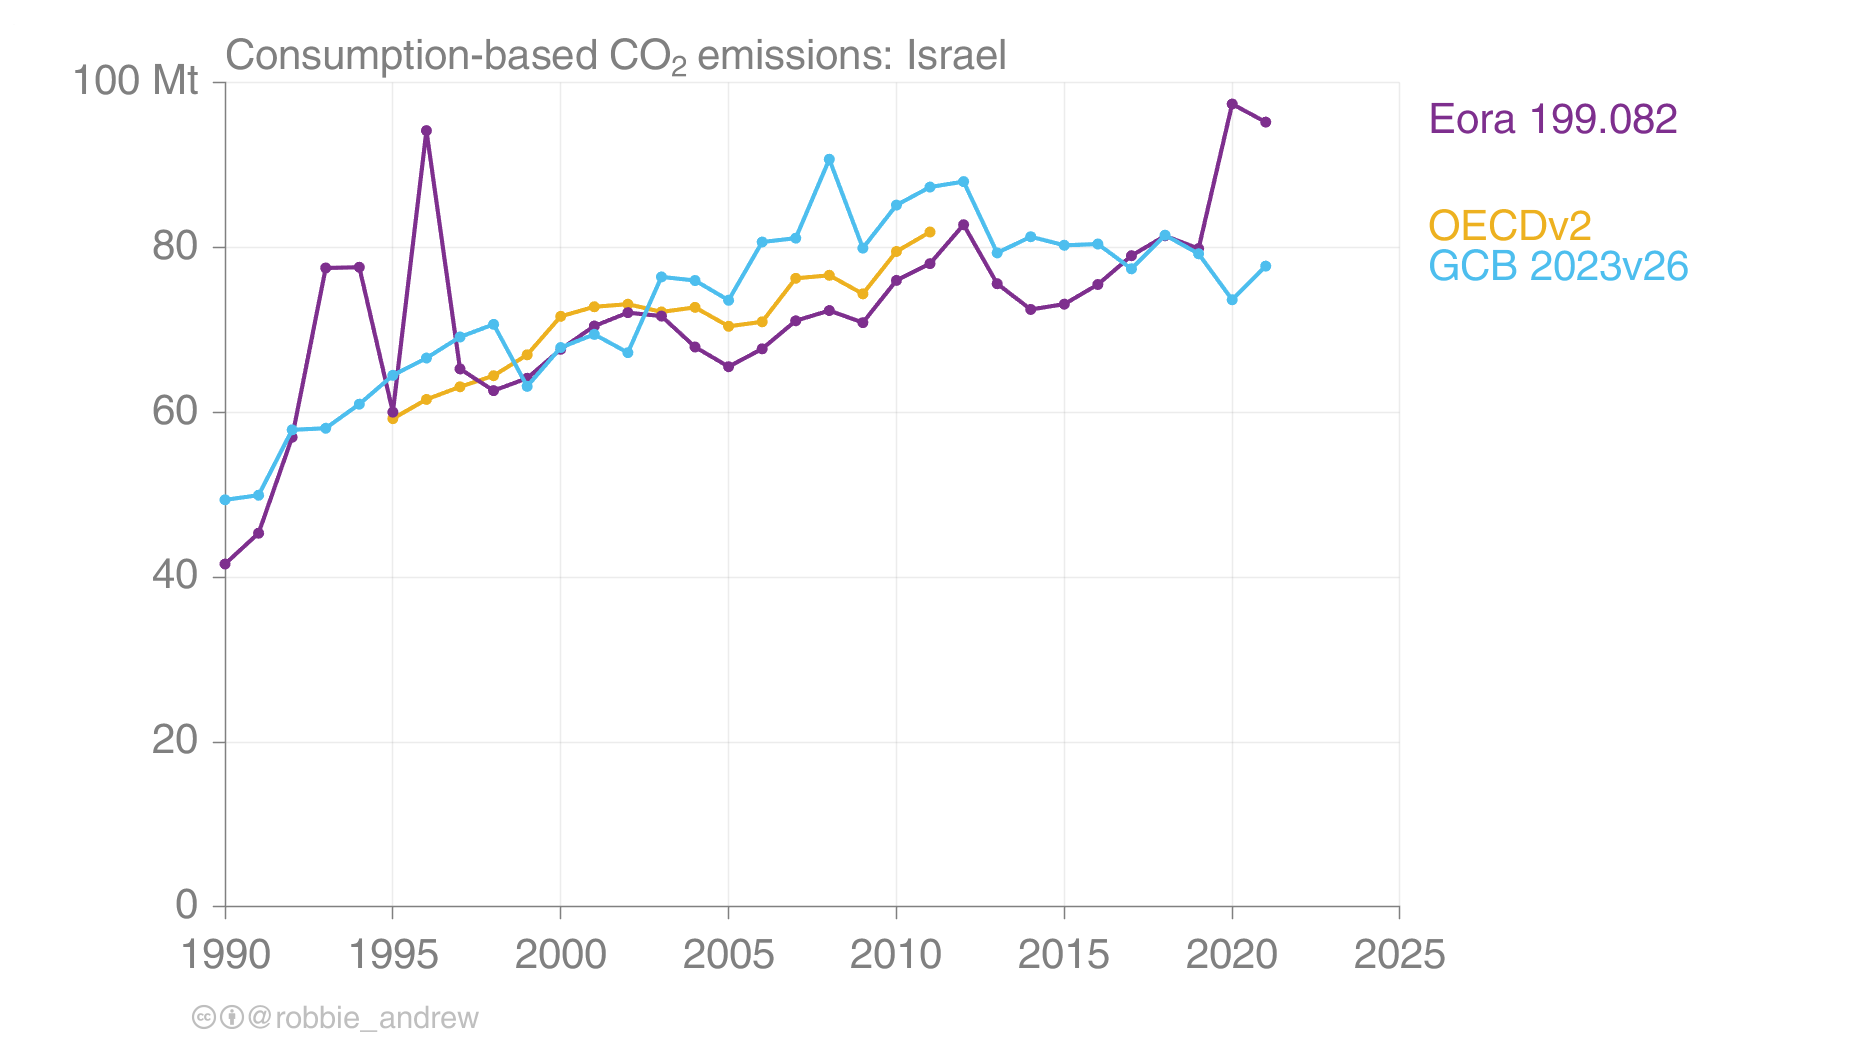 Consumption-based CO₂ emissions: Israel
100 Mt
80
60
40
20
0
1990 1995 2000 2005 2010 2015 2020 2025
Eora 199.082
OECDv2
GCB 2023v26
cc @robbie_andrew